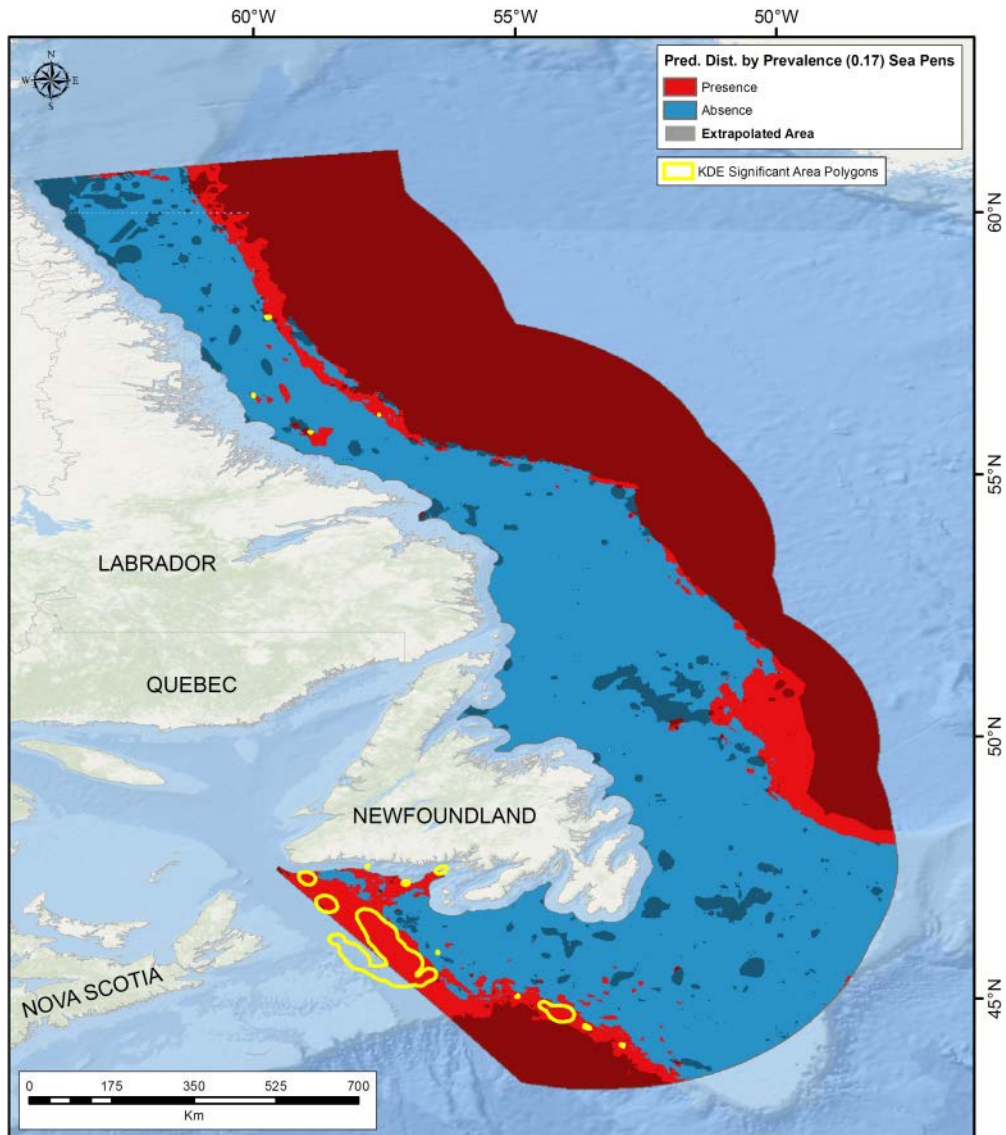 60°W 55°W 50°W
N
W E
S
Pred. Dist. by Prevalence (0.17) Sea Pens
Presence
Absence
Extrapolated Area
KDE Significant Area Polygons
60°N
55°N
LABRADOR
QUEBEC
50°N
NEWFOUNDLAND
NOVA SCOTIA
45°N
0 175 350 525 700
Km